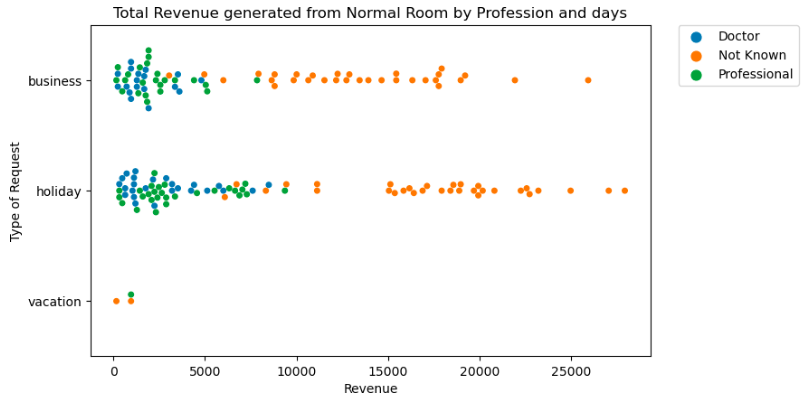 Total Revenue generated from Normal Room by Profession and days
Doctor
Not Known
Professional
business
holiday
vacation
Type of Request
0 5000 10000 15000 20000 25000
Revenue